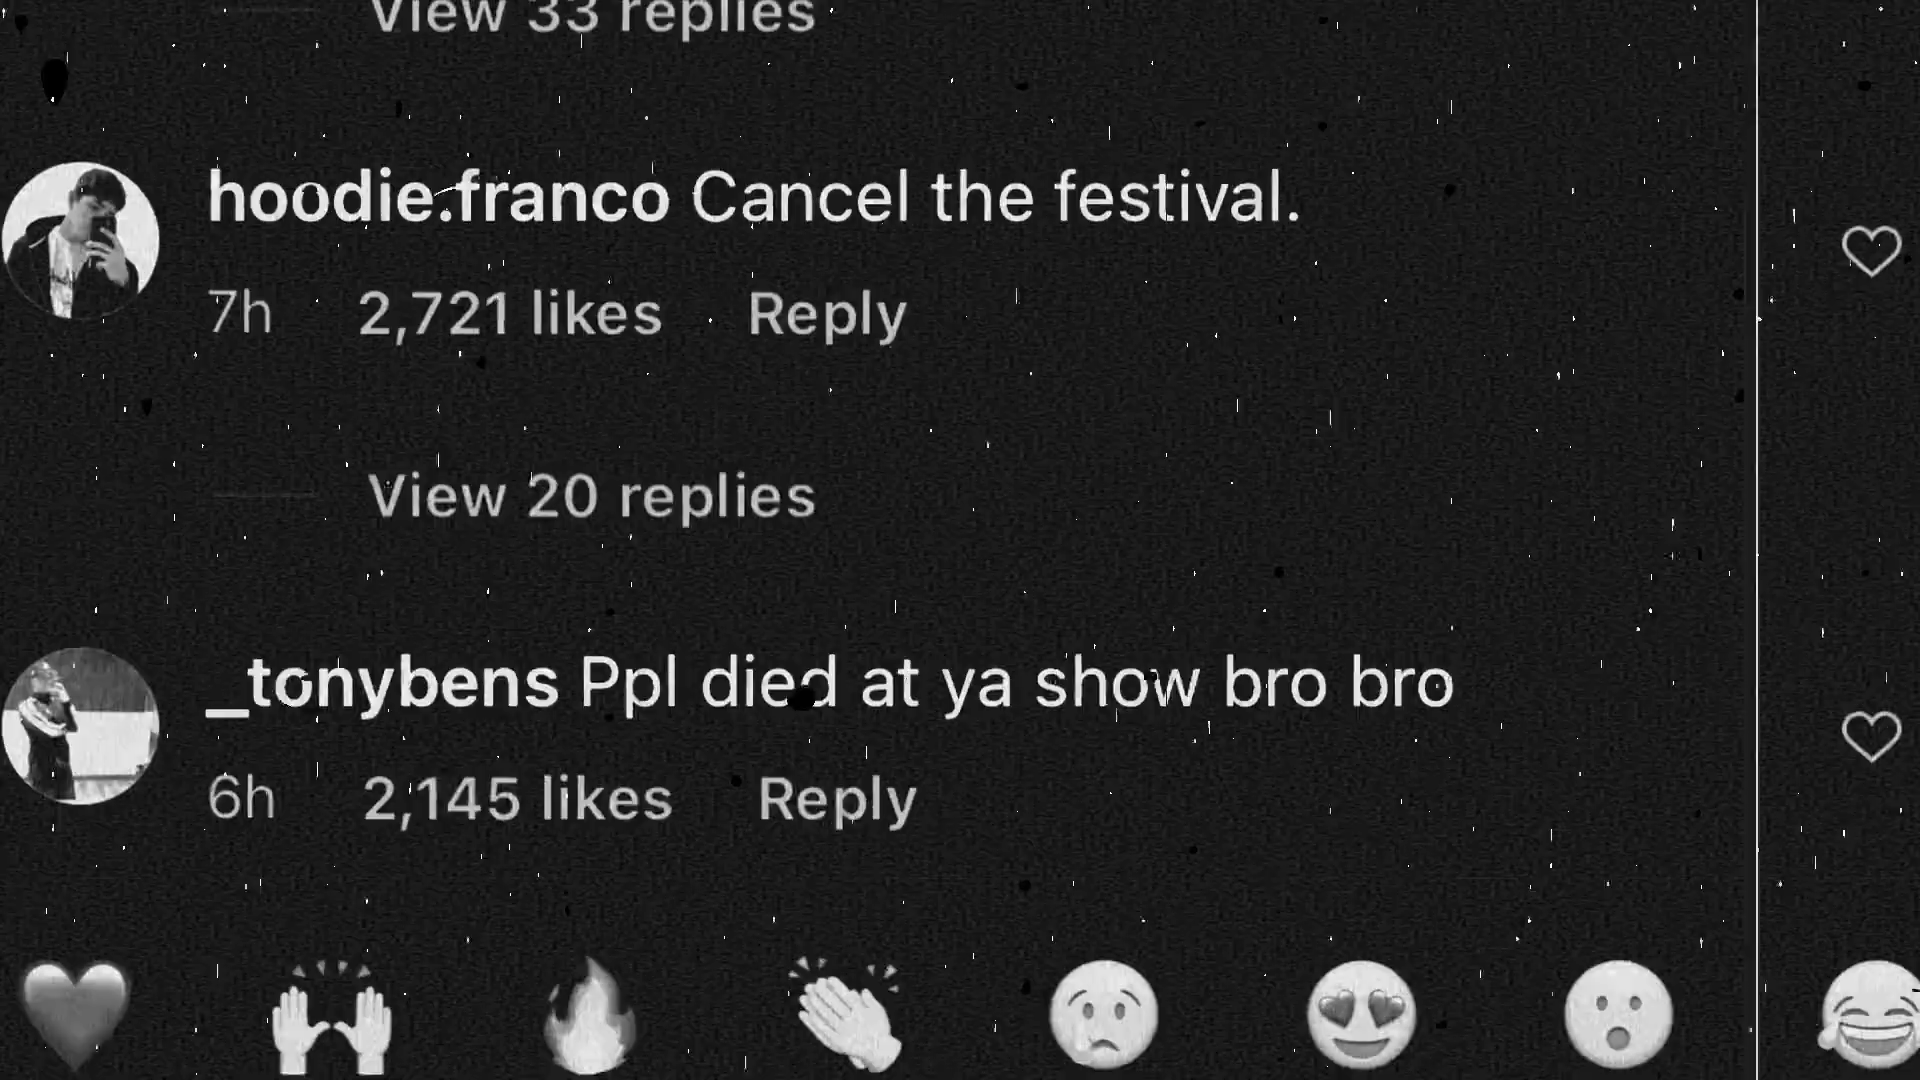 View 33 replies
hoodie.franco Cancel the festival.
7h 2,721 likes Reply
View 20 replies
_tonybens Ppl died at ya show bro bro
6h 2,145 likes Reply